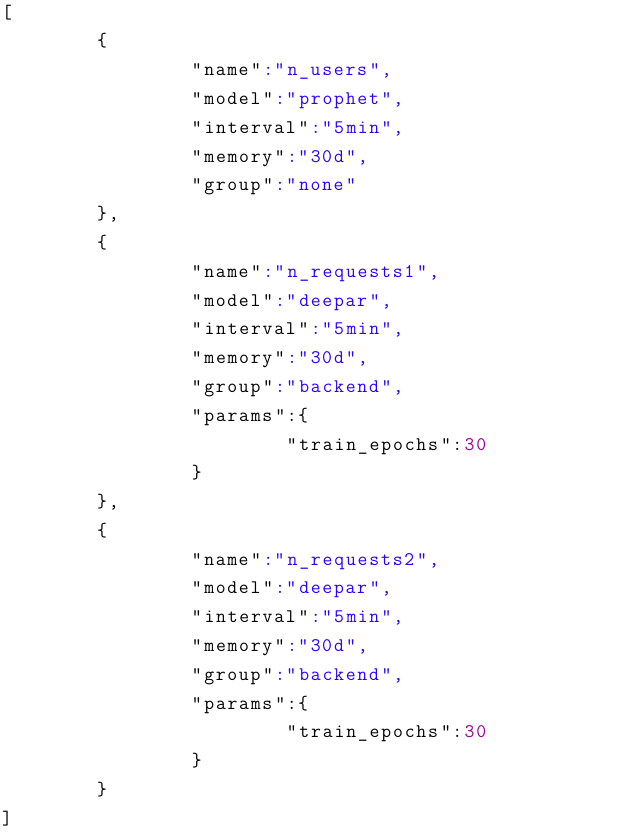 [
{
"name":"n_users",
"model":"prophet",
"interval":"5min",
"memory":"30d",
"group":"none"
},
{
"name":"n_requests1",
"model":"deepar",
"interval":"5min",
"memory":"30d",
"group":"backend",
"params":{
"train_epochs":30
}
},
{
"name":"n_requests2",
"model":"deepar",
"interval":"5min",
"memory":"30d",
"group":"backend",
"params":{
"train_epochs":30
}
}
]